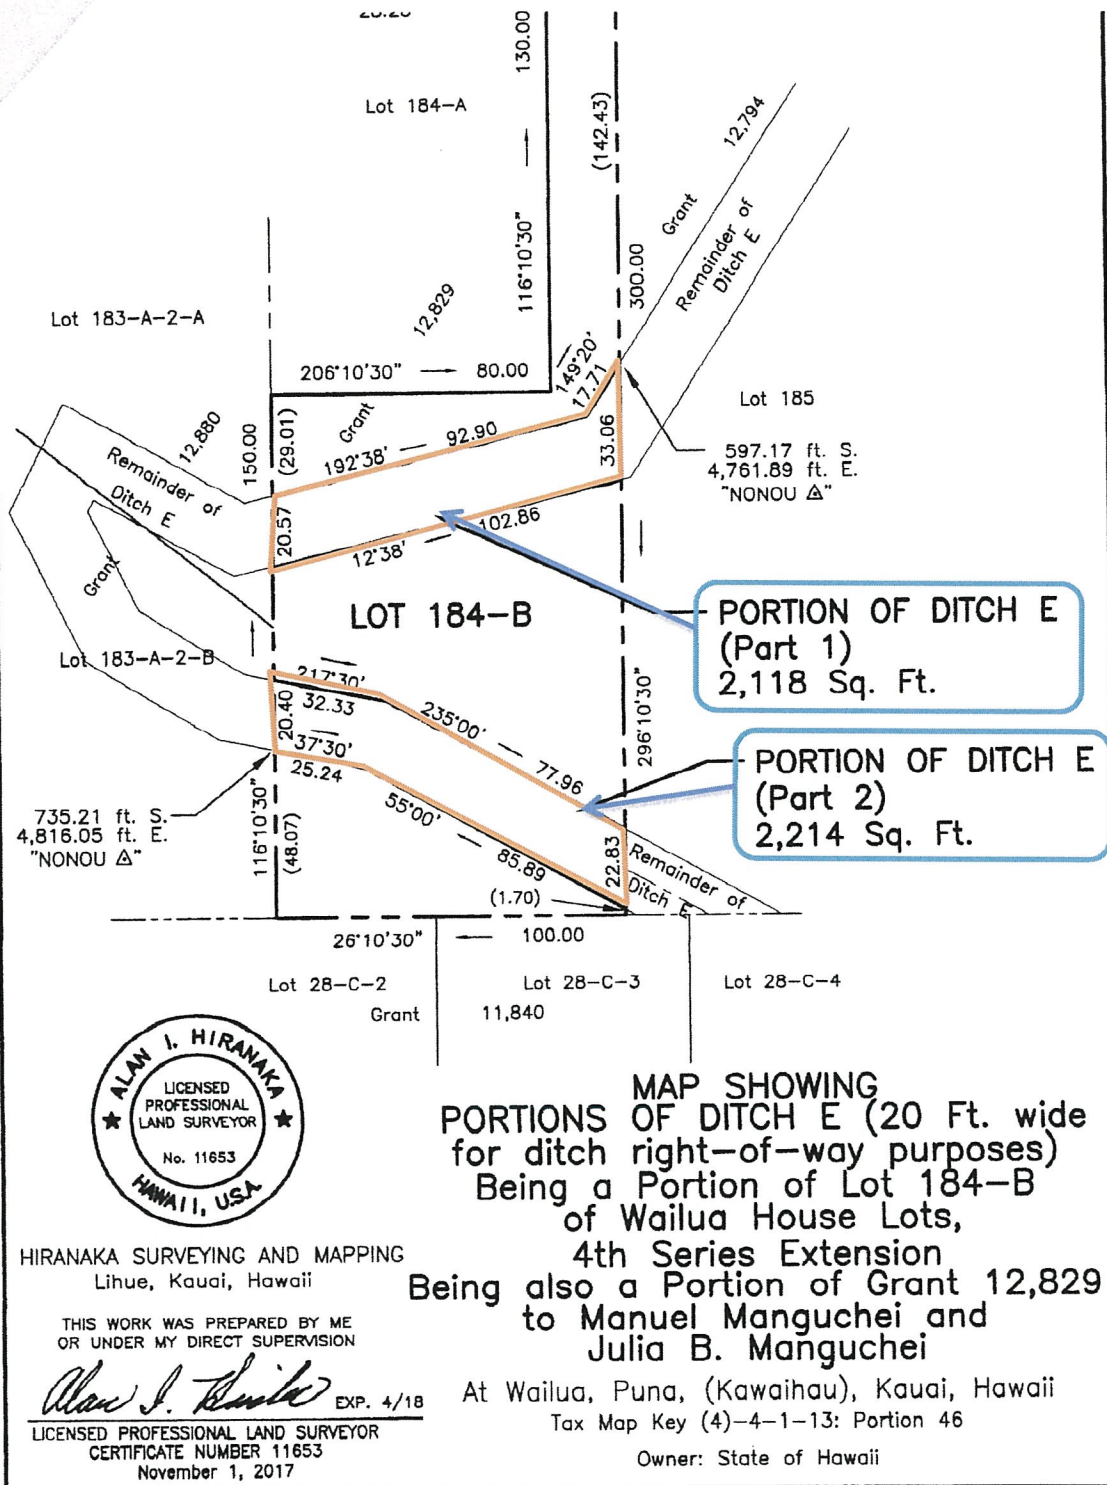 130.00
Lot 184-A
(142.43)
12,794
Grant
Remainder of
Ditch E
116°10'30"
300.00
Lot 183-A-2-A
12,829
Grant
206°10'30"
80.00
149°20'
17.71
Lot 185
12,880
150.00
(29.01)
192°38'
92.90
33.06
597.17 ft. S.
4,761.89 ft. E.
"NONOU △"
Remainder of
Ditch E
Grant
20.57
12°38'
102.86
LOT 184-B
PORTION OF DITCH E
(Part 1)
2,118 Sq. Ft.
Lot 183-A-2-B
217°30'
32.33
235°00'
77.96
296°10'30"
20.40
37°30'
25.24
55°00'
85.89
22.83
PORTION OF DITCH E
(Part 2)
2,214 Sq. Ft.
735.21 ft. S.
4,816.05 ft. E.
"NONOU △"
116°10'30"
(48.07)
(1.70)
Remainder of
Ditch E
26°10'30"
100.00
Lot 28-C-2
Lot 28-C-3
Lot 28-C-4
Grant 11,840
ALAN I. HIRANAKA
LICENSED
PROFESSIONAL
LAND SURVEYOR
No. 11653
HAWAII, U.S.A.
HIRANAKA SURVEYING AND MAPPING
Lihue, Kauai, Hawaii
THIS WORK WAS PREPARED BY ME
OR UNDER MY DIRECT SUPERVISION
EXP. 4/18
LICENSED PROFESSIONAL LAND SURVEYOR
CERTIFICATE NUMBER 11653
November 1, 2017
MAP SHOWING
PORTIONS OF DITCH E (20 Ft. wide
for ditch right-of-way purposes)
Being a Portion of Lot 184-B
of Wailua House Lots,
4th Series Extension
Being also a Portion of Grant 12,829
to Manuel Manguchei and
Julia B. Manguchei
At Wailua, Puna, (Kawaihau), Kauai, Hawaii
Tax Map Key (4)-4-1-13: Portion 46
Owner: State of Hawaii